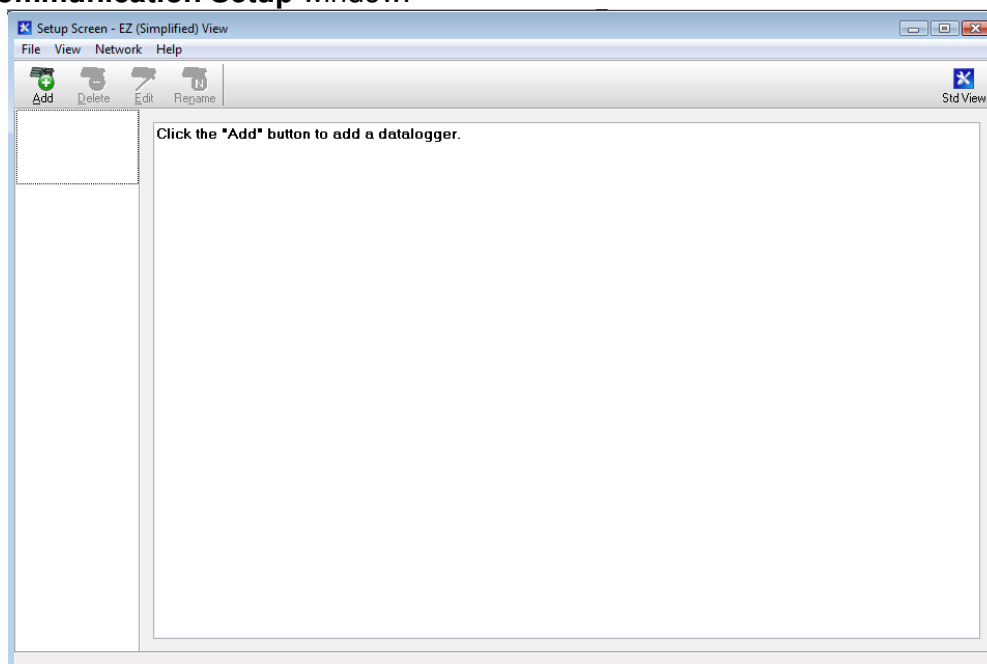 ommunication Setup window.
Setup Screen - EZ (Simplified) View
File View Network Help
Add Delete Edit Rename Std View
Click the "Add" button to add a datalogger.